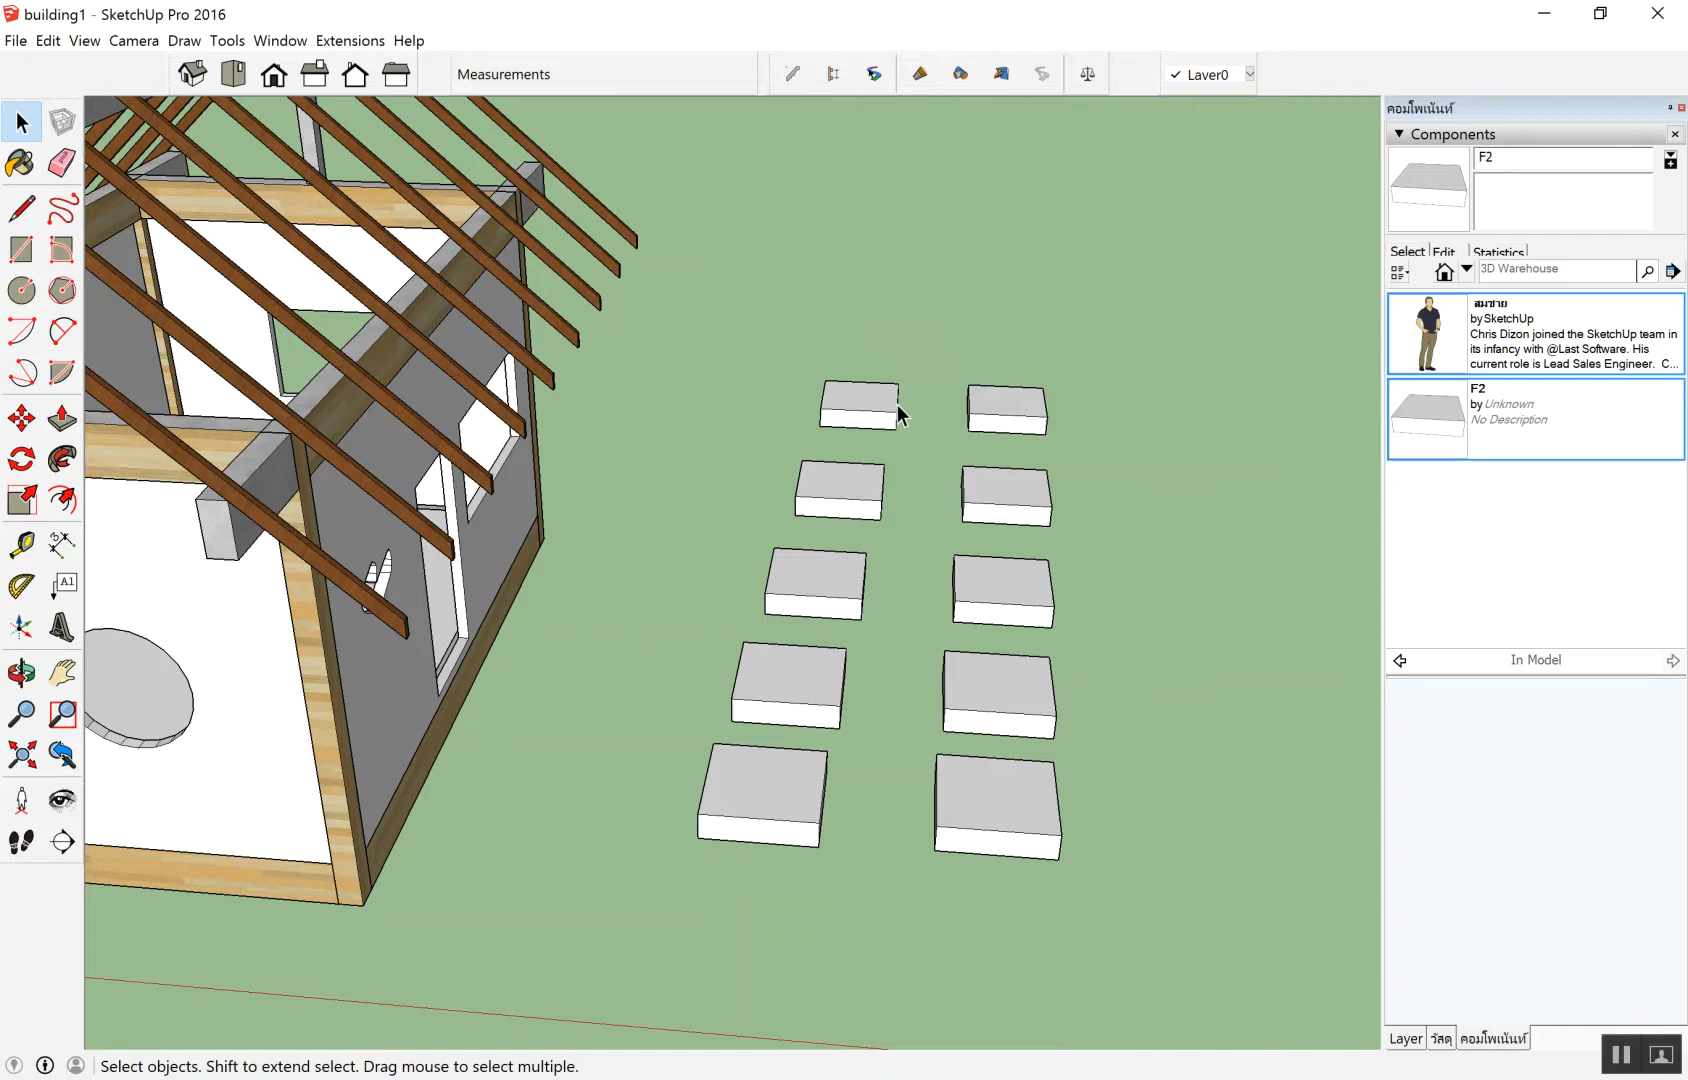 building1 - SketchUp Pro 2016
File Edit View Camera Draw Tools Window Extensions Help
Measurements
✓ Layer0
คอมโพเน้นท์
Components
F2
Select Edit Statistics
3D Warehouse
สมชาย
by SketchUp
Chris Dizon joined the SketchUp team in
its infancy with @Last Software. His
current role is Lead Sales Engineer. C...
F2
by Unknown
No Description
A1
In Model
Layer วัสดุ คอมโพเน้นท์
Select objects. Shift to extend select. Drag mouse to select multiple.